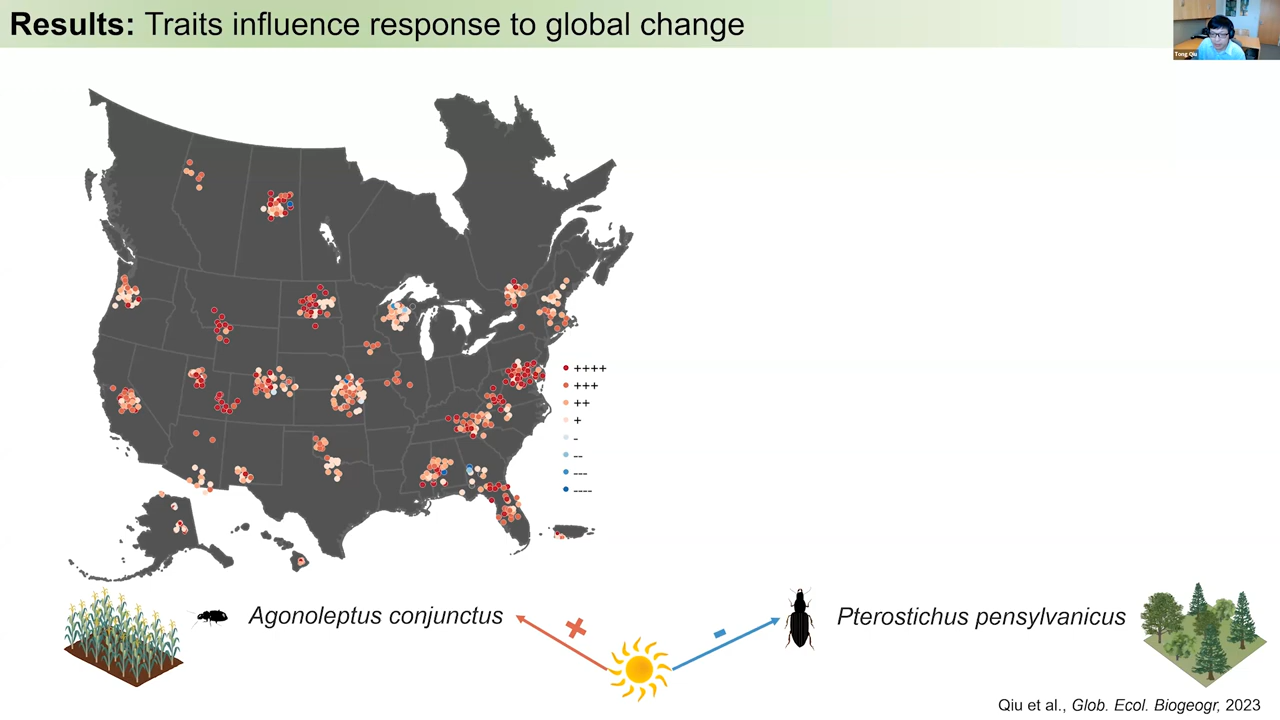 Results: Traits influence response to global change
Tong Qiu
++++
+++
++
+
-
--
---
----
Agonoleptus conjunctus
+
-
Pterostichus pensylvanicus
Qiu et al., Glob. Ecol. Biogeogr, 2023